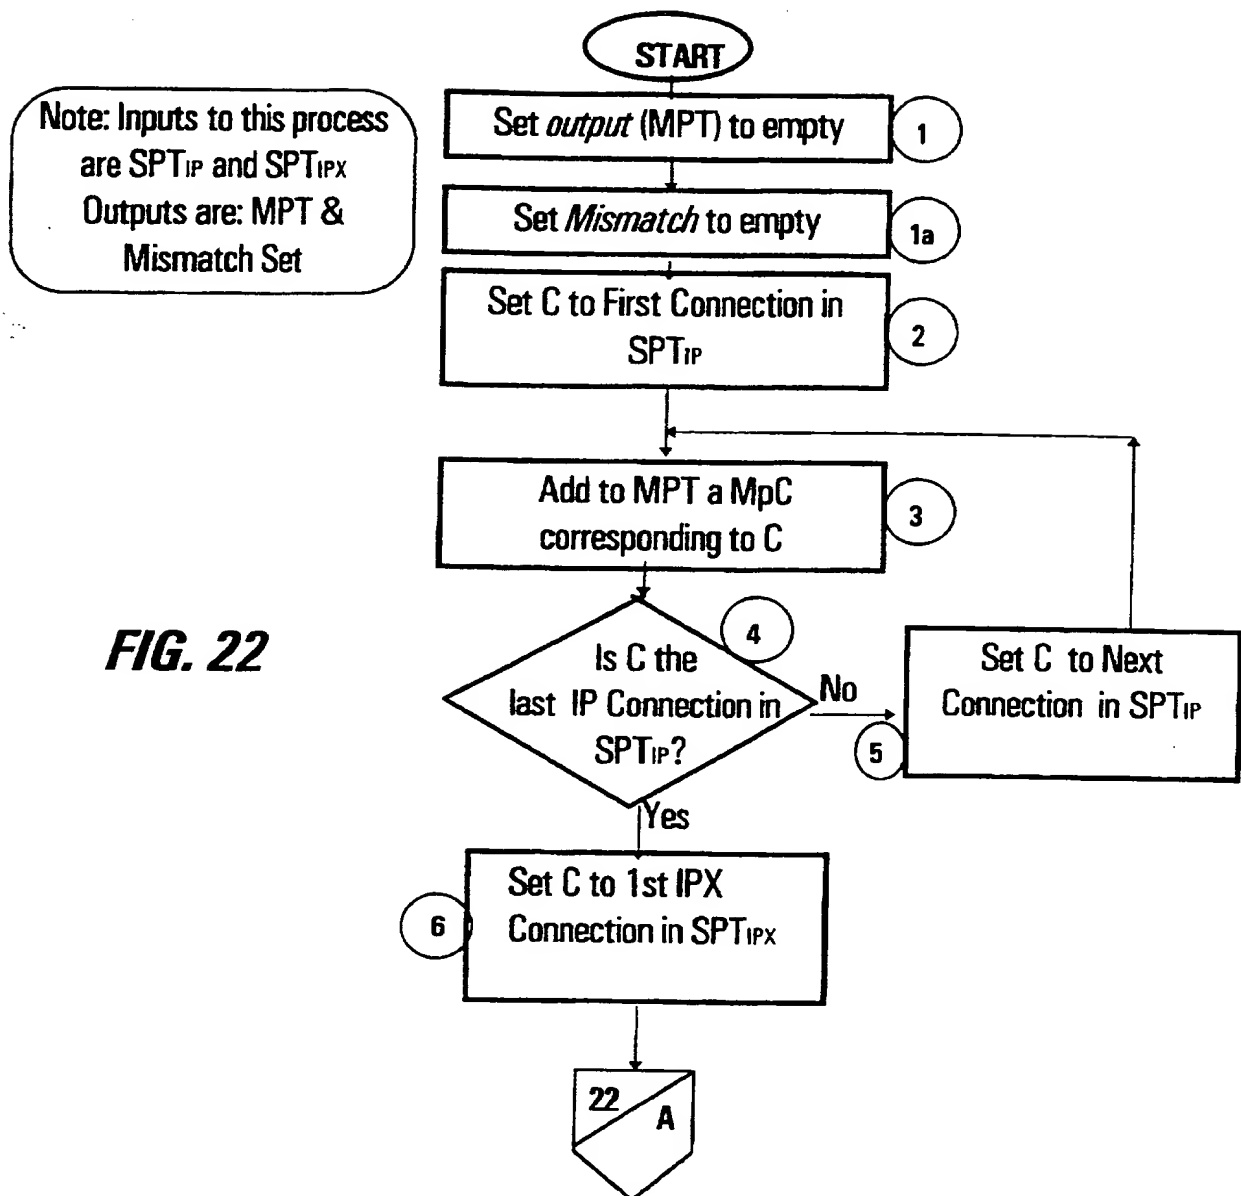 START
Note: Inputs to this process
are SPTIP and SPTIPX
Outputs are: MPT &
Mismatch Set
Set output (MPT) to empty
1
Set Mismatch to empty
1a
Set C to First Connection in
SPTIP
2
Add to MPT a MpC
corresponding to C
3
FIG. 22
4
Is C the
last IP Connection in
SPTIP?
No
Set C to Next
Connection in SPTIP
5
Yes
Set C to 1st IPX
Connection in SPTIPX
6
22
A